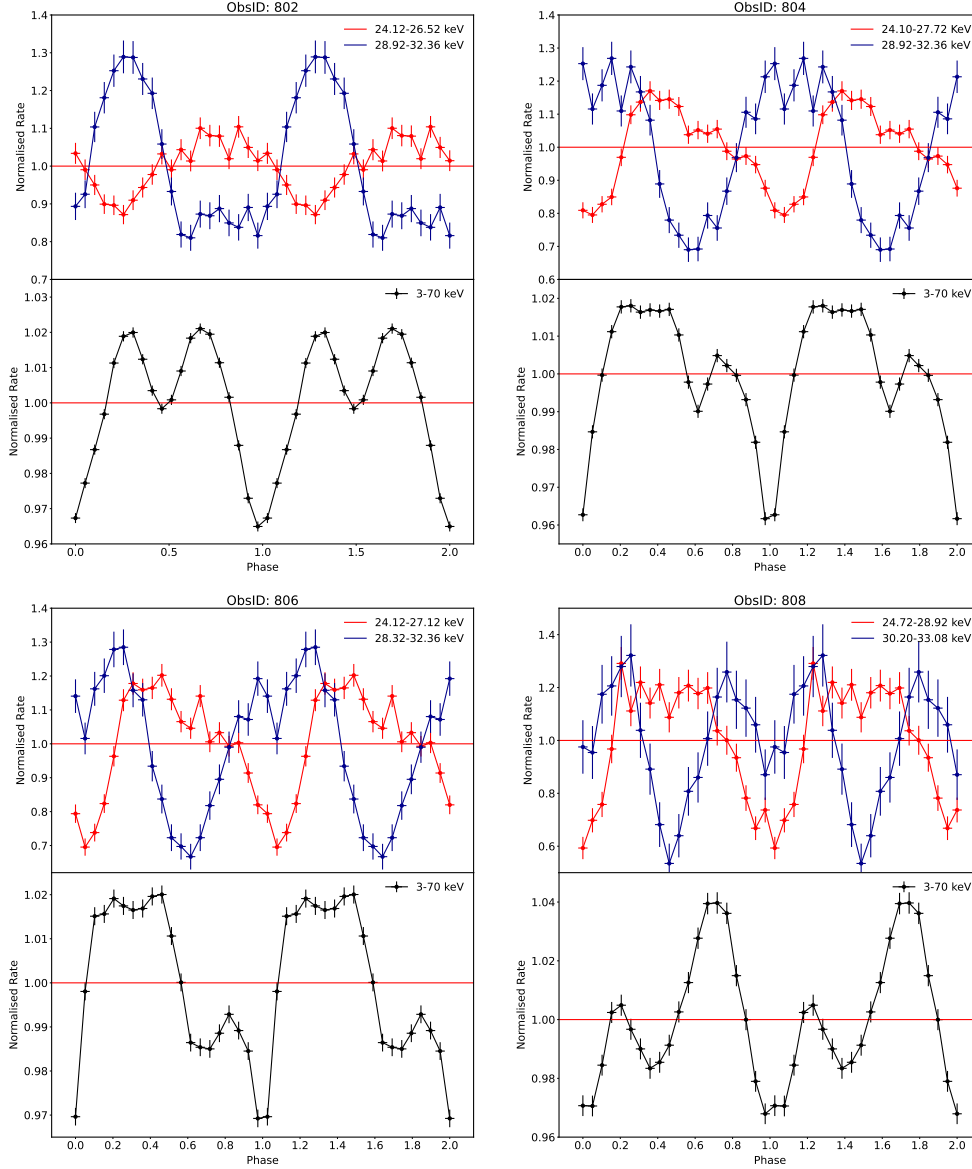 ObsID: 802
24.12-26.52 keV
28.92-32.36 keV
Normalised Rate
1.4
1.3
1.2
1.1
1.0
0.9
0.8
0.7
3-70 keV
Normalised Rate
1.03
1.02
1.01
1.00
0.99
0.98
0.97
0.96
0.0 0.5 1.0 1.5 2.0
Phase
ObsID: 804
24.10-27.72 KeV
28.92-32.36 keV
Normalised Rate
1.4
1.3
1.2
1.1
1.0
0.9
0.8
0.7
0.6
3-70 keV
Normalised Rate
1.02
1.00
0.98
0.96
0.0 0.2 0.4 0.6 0.8 1.0 1.2 1.4 1.6 1.8 2.0
Phase
ObsID: 806
24.12-27.12 keV
28.32-32.36 keV
Normalised Rate
1.4
1.3
1.2
1.1
1.0
0.9
0.8
0.7
3-70 keV
Normalised Rate
1.02
1.01
1.00
0.99
0.98
0.97
0.0 0.2 0.4 0.6 0.8 1.0 1.2 1.4 1.6 1.8 2.0
Phase
ObsID: 808
24.72-28.92 keV
30.20-33.08 keV
Normalised Rate
1.4
1.2
1.0
0.8
0.6
3-70 keV
Normalised Rate
1.04
1.02
1.00
0.98
0.96
0.0 0.2 0.4 0.6 0.8 1.0 1.2 1.4 1.6 1.8 2.0
Phase